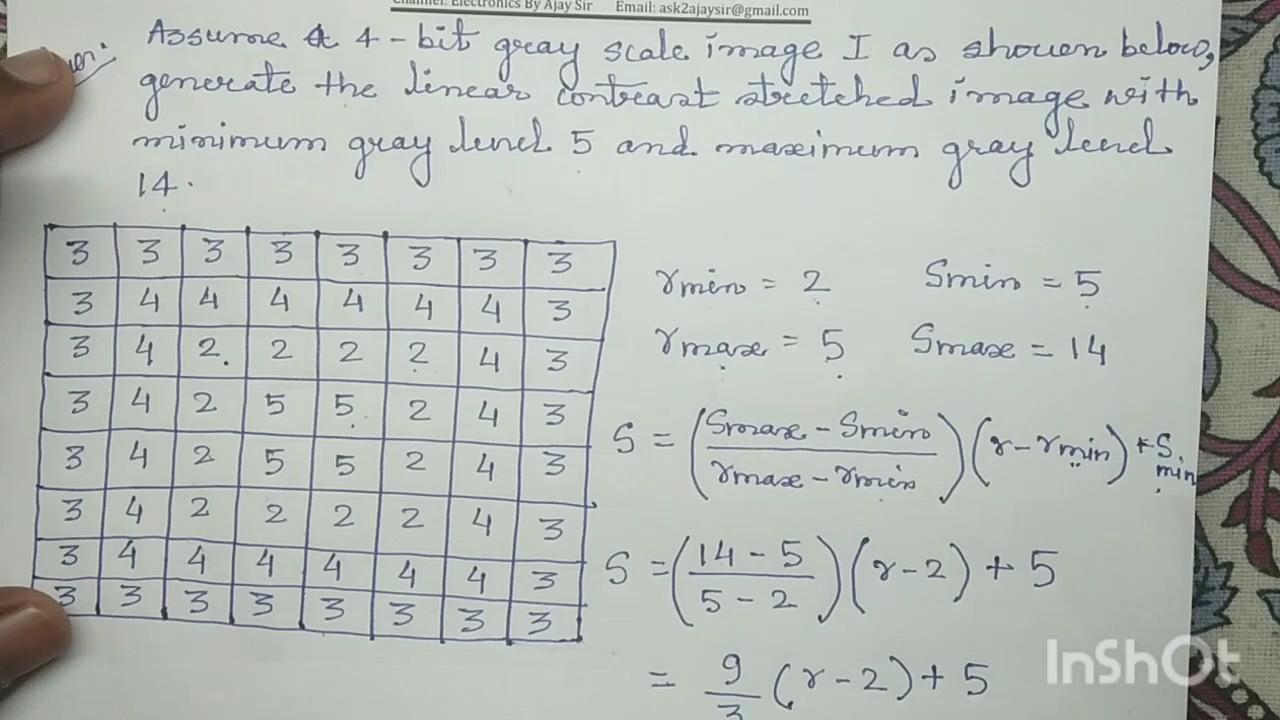 Channel: Electronics By Ajay Sir Email: ask2ajaysir@gmail.com
Assume a 4-bit gray scale image I as shown below,
generate the linear contrast stretched image with
minimum gray level 5 and maximum gray level
14.
3 3 3 3 3 3 3 3
3 4 4 4 4 4 4 3
3 4 2 2 2 2 4 3
3 4 2 5 5 2 4 3
3 4 2 5 5 2 4 3
3 4 2 2 2 2 4 3
3 4 4 4 4 4 4 3
3 3 3 3 3 3 3 3
rmin = 2 Smin = 5
rmax = 5 Smax = 14
S = (Smax - Smin / rmax - rmin) (r - rmin) + Smin
S = (14 - 5 / 5 - 2) (r - 2) + 5
= 9/3 (r - 2) + 5
InShOt